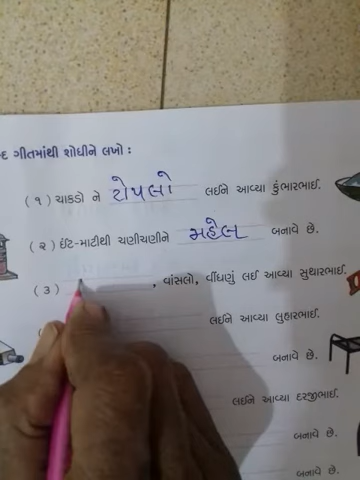 દ ગીતમાંથી શોધીને લખો :
(૧) ચાકડો ને ટોપલો લઈને આવ્યા કુંભારભાઈ.
(૨) ઈંટ-માટીથી ચણીચણીને મહેલ બનાવે છે.
(૩) , વાંસલો, વીંધણું લઈ આવ્યા સુથારભાઈ.
લઈને આવ્યા લુહારભાઈ.
બનાવે છે.
લઈને આવ્યા દરજીભાઈ.
બનાવે છે.
બનાવે છે.